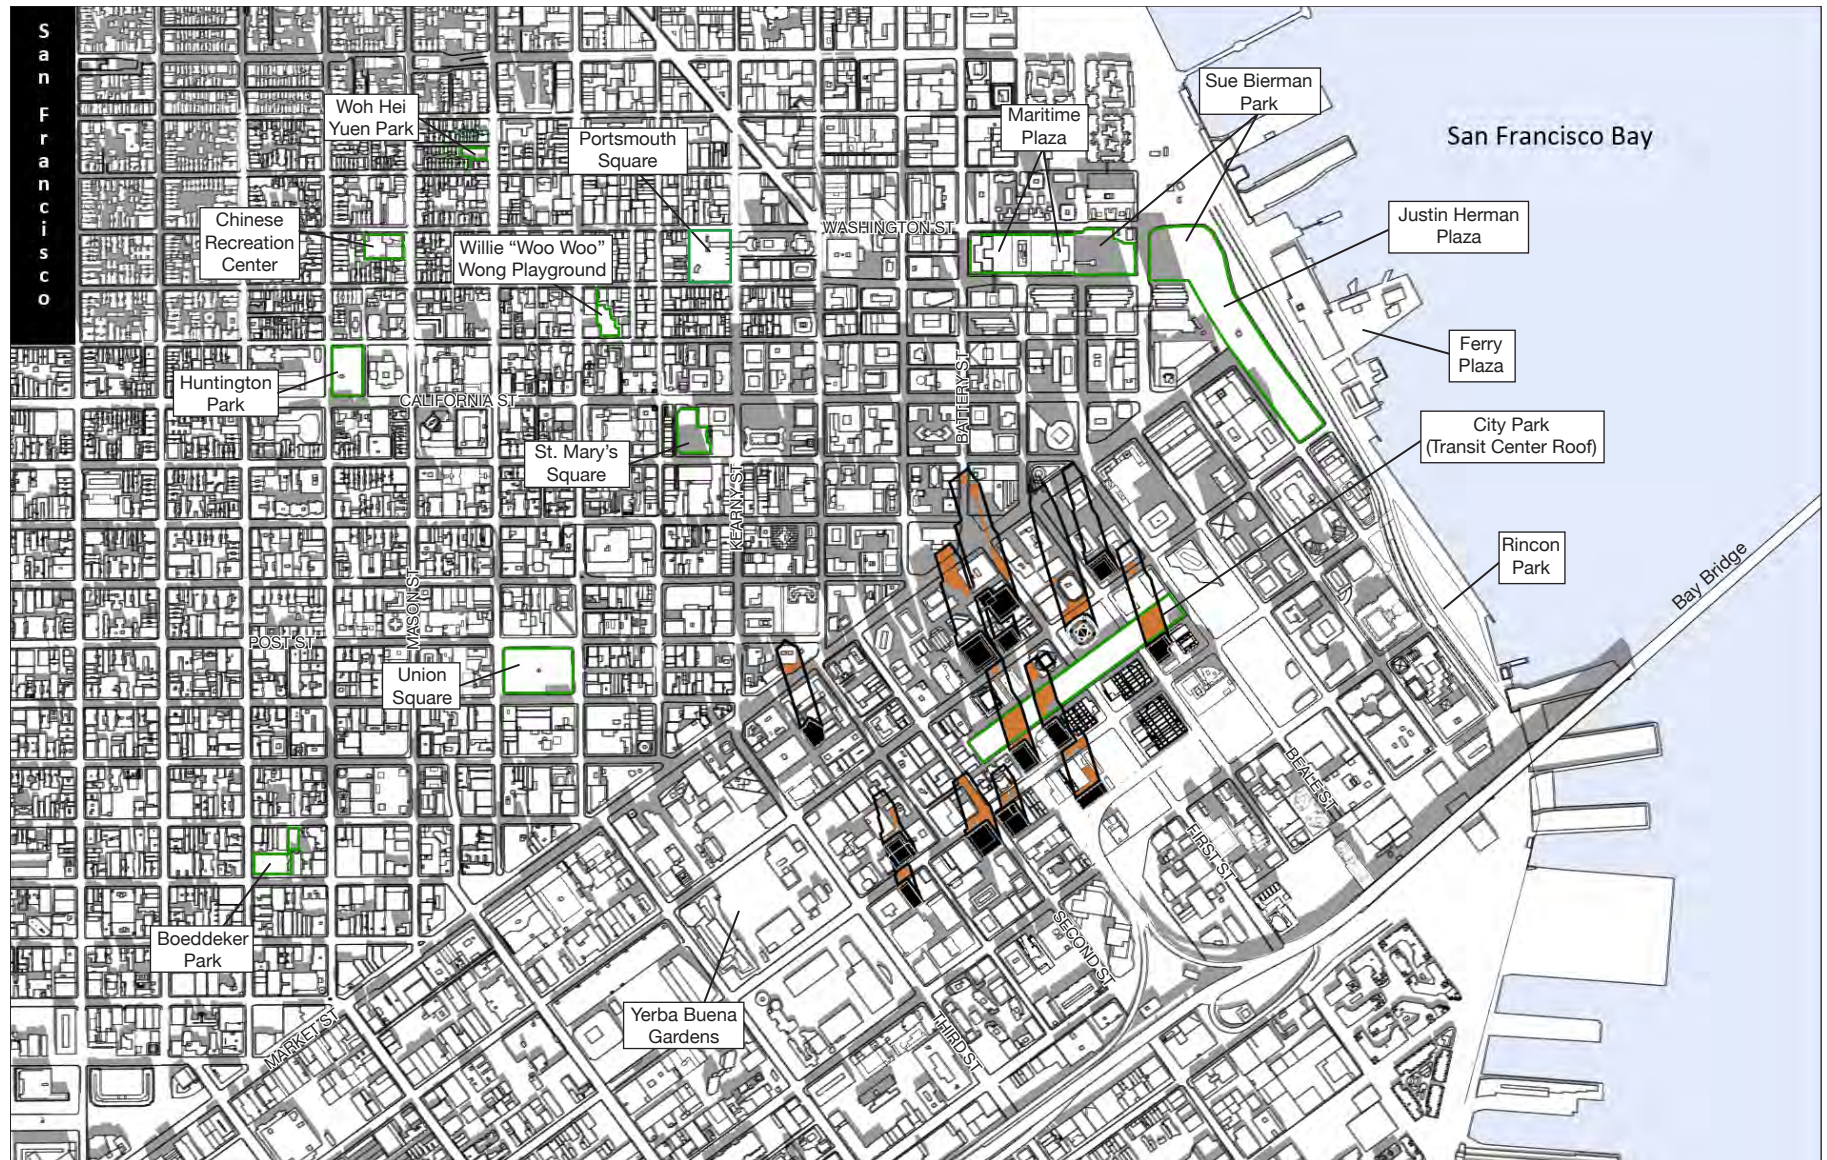 San Francisco
Woh Hei
Yuen Park
Portsmouth
Square
Maritime
Plaza
Sue Bierman
Park
San Francisco Bay
Chinese
Recreation
Center
Willie “Woo Woo”
Wong Playground
WASHINGTON ST
Justin Herman
Plaza
Ferry
Plaza
Huntington
Park
CALIFORNIA ST
BATTERY ST
St. Mary’s
Square
KEARNY ST
City Park
(Transit Center Roof)
Rincon
Park
Bay Bridge
MASON ST
POST ST
Union
Square
BEALE ST
FIRST ST
Boeddeker
Park
SECOND ST
Yerba Buena
Gardens
THIRD ST
MARKET ST